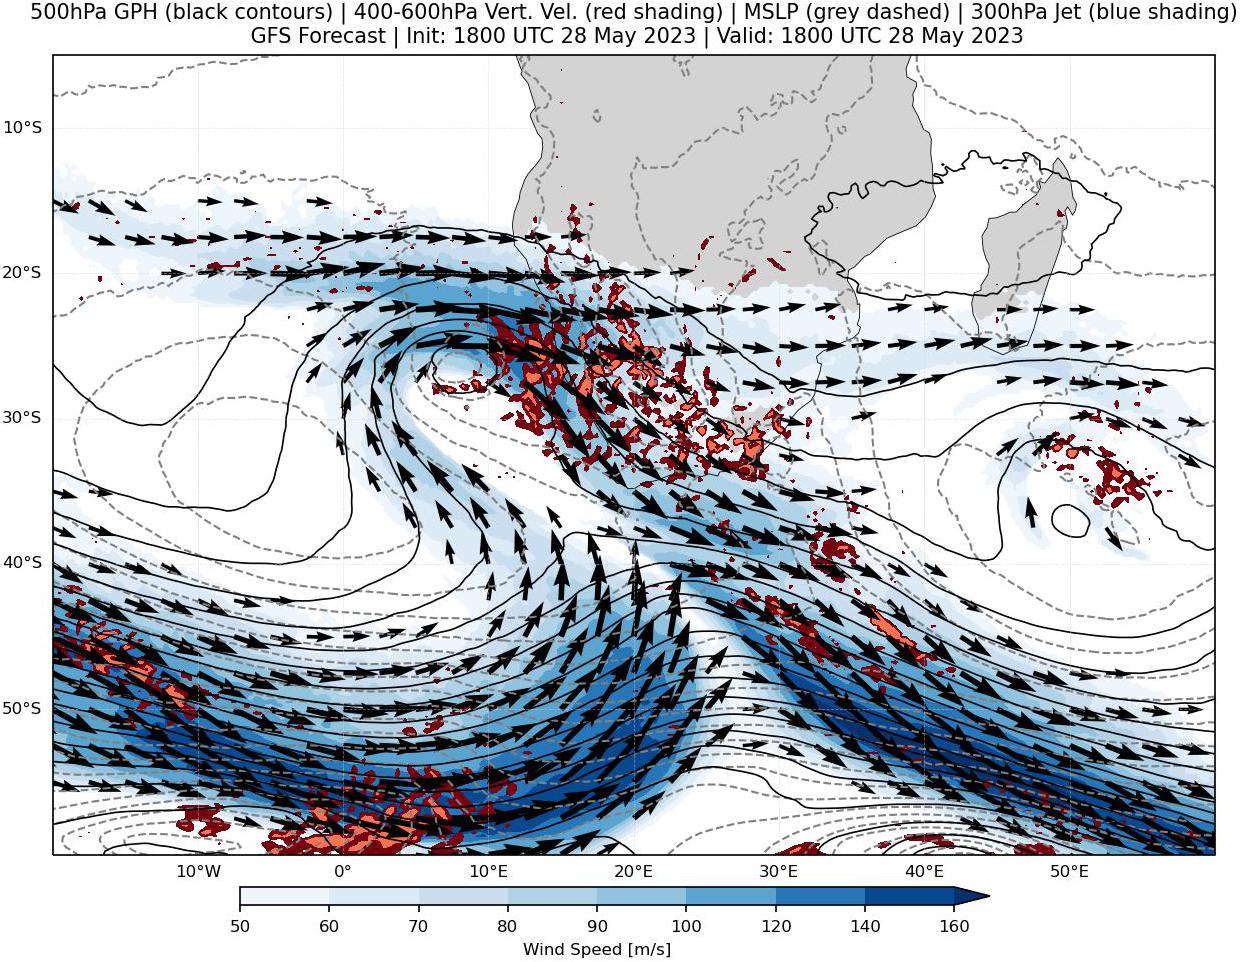 500hPa GPH (black contours) | 400-600hPa Vert. Vel. (red shading) | MSLP (grey dashed) | 300hPa Jet (blue shading)
GFS Forecast | Init: 1800 UTC 28 May 2023 | Valid: 1800 UTC 28 May 2023
10°S
20°S
30°S
40°S
50°S
10°W 0° 10°E 20°E 30°E 40°E 50°E
50 60 70 80 90 100 120 140 160
Wind Speed [m/s]